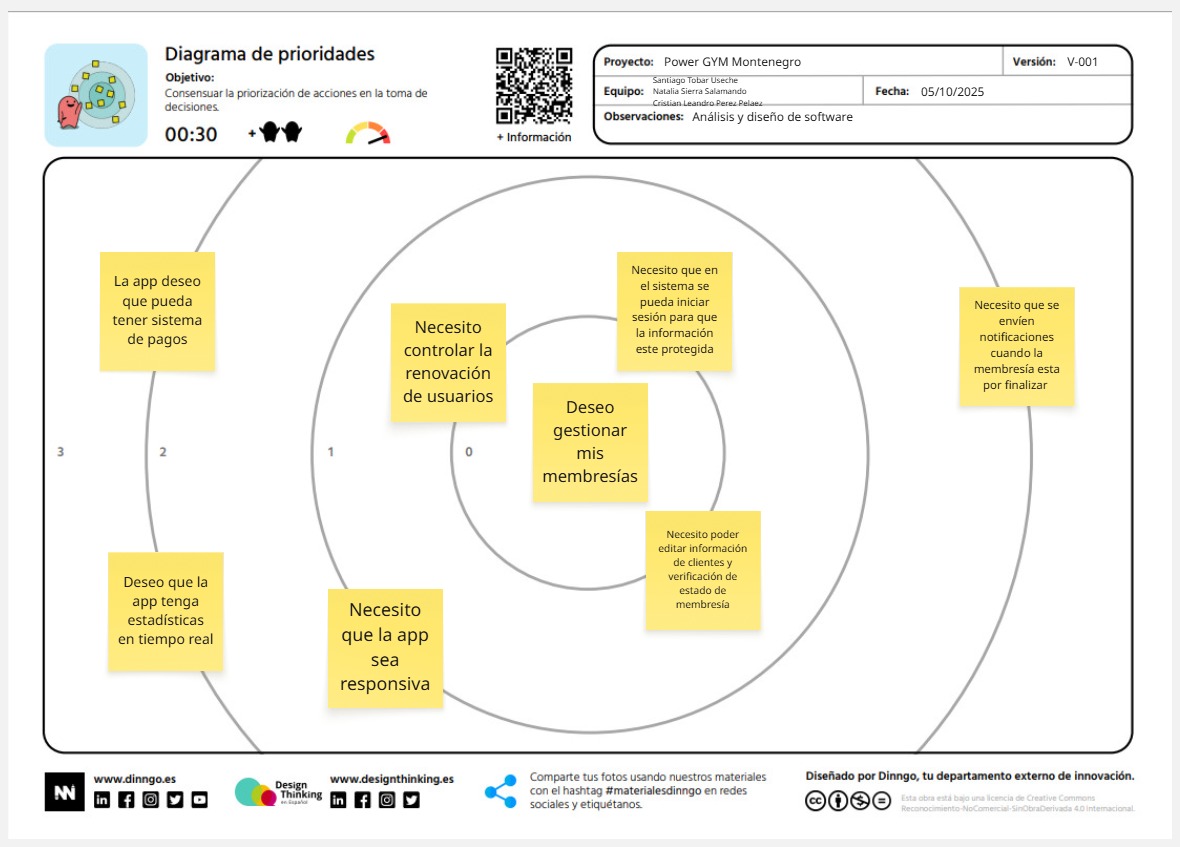 Diagrama de prioridades
Objetivo:
Consensuar la priorización de acciones en la toma de
decisiones.
00:30
+
+ Información
Proyecto: Power GYM Montenegro
Versión: V-001
Equipo:
Santiago Tobar Useche
Natalia Sierra Salamando
Cristian Leandro Perez Pelaez
Fecha: 05/10/2025
Observaciones: Análisis y diseño de software
La app deseo
que pueda
tener sistema
de pagos
Necesito
controlar la
renovación
de usuarios
Necesito que en
el sistema se
pueda iniciar
sesión para que
la información
este protegida
Necesito que se
envíen
notificaciones
cuando la
membresía esta
por finalizar
Deseo
gestionar
mis
membresías
3
2
1
0
Necesito poder
editar información
de clientes y
verificación de
estado de
membresía
Deseo que la
app tenga
estadísticas
en tiempo real
Necesito
que la app
sea
responsiva
www.dinngo.es
Design
Thinking
en Español
www.designthinking.es
Comparte tus fotos usando nuestros materiales
con el hashtag #materialesdinngo en redes
sociales y etiquétanos.
Diseñado por Dinngo, tu departamento externo de innovación.
Esta obra está bajo una licencia de Creative Commons
Reconocimiento-NoComercial-SinObraDerivada 4.0 Internacional.